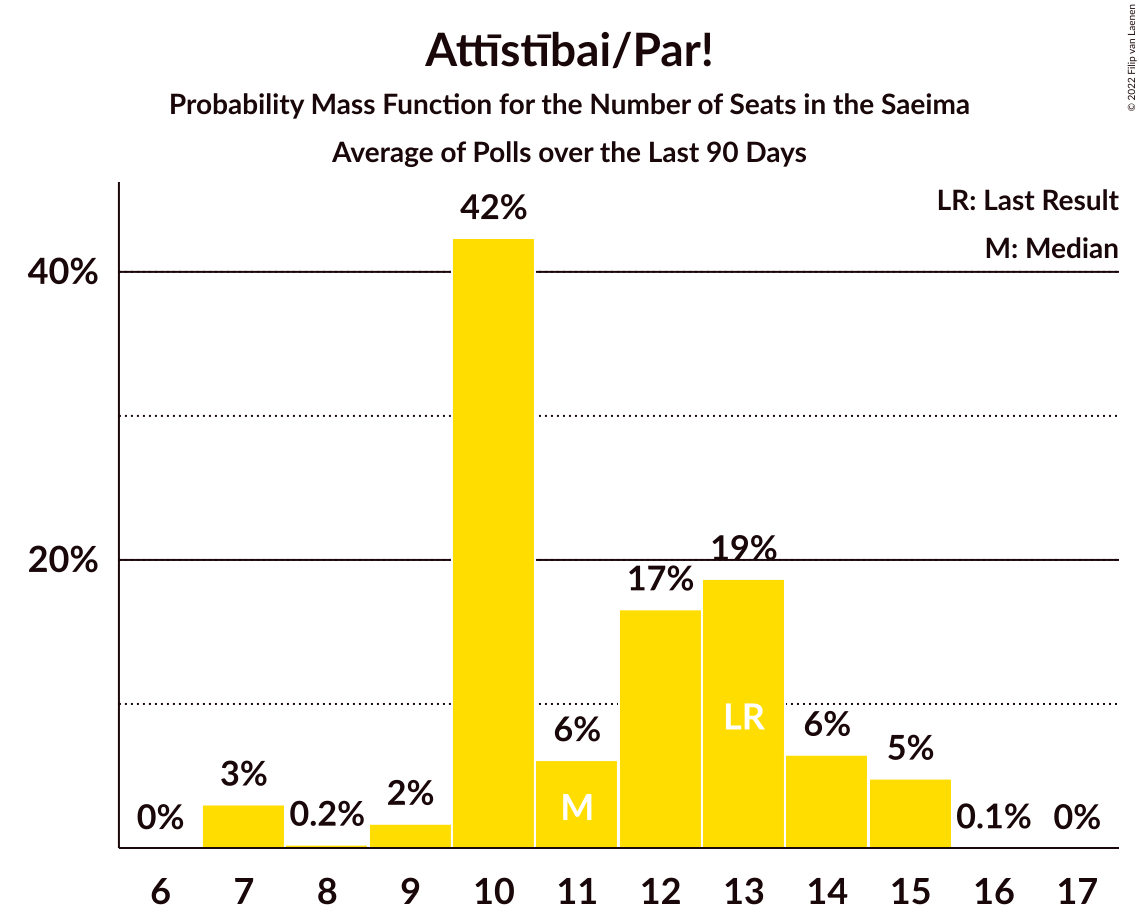 Attīstībai/Par!
Probability Mass Function for the Number of Seats in the Saeima
Average of Polls over the Last 90 Days
© 2022 Filip van Laenen
LR: Last Result
M: Median
40%
20%
0%
3%
0.2%
2%
42%
6%
17%
19%
6%
5%
0.1%
0%
M
LR
6 7 8 9 10 11 12 13 14 15 16 17